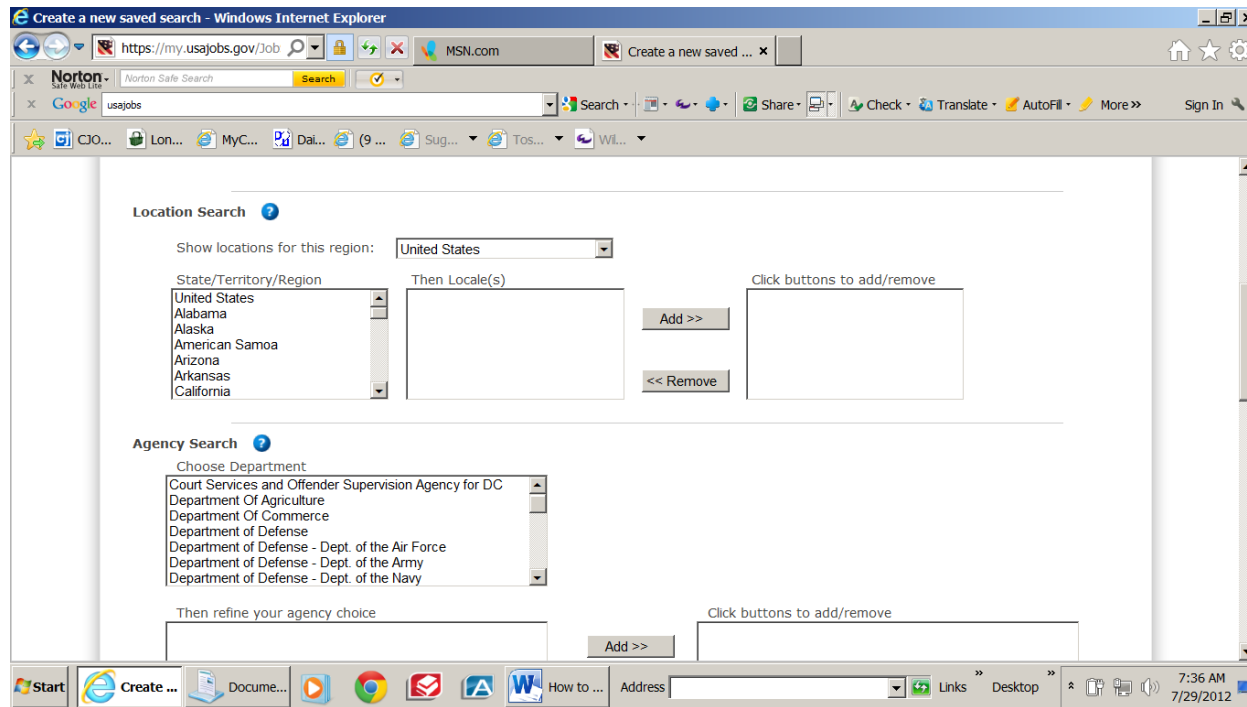 Create a new saved search - Windows Internet Explorer
https://my.usajobs.gov/Job
MSN.com
Create a new saved ...
x Norton Safe Web Lite
Norton Safe Search
Search
x Google usajobs
Search
Share
Check
Translate
AutoFill
More >>
Sign In
CJO...
Lon...
MyC...
Dai...
(9 ...
Sug...
Tos...
Wil...
Location Search ?
Show locations for this region: United States
State/Territory/Region
Then Locale(s)
Click buttons to add/remove
United States
Alabama
Alaska
American Samoa
Arizona
Arkansas
California
Add >>
<< Remove
Agency Search ?
Choose Department
Court Services and Offender Supervision Agency for DC
Department Of Agriculture
Department Of Commerce
Department of Defense
Department of Defense - Dept. of the Air Force
Department of Defense - Dept. of the Army
Department of Defense - Dept. of the Navy
Then refine your agency choice
Click buttons to add/remove
Add >>
Start
Create ...
Docume...
How to ...
Address
Links
Desktop
7:36 AM
7/29/2012